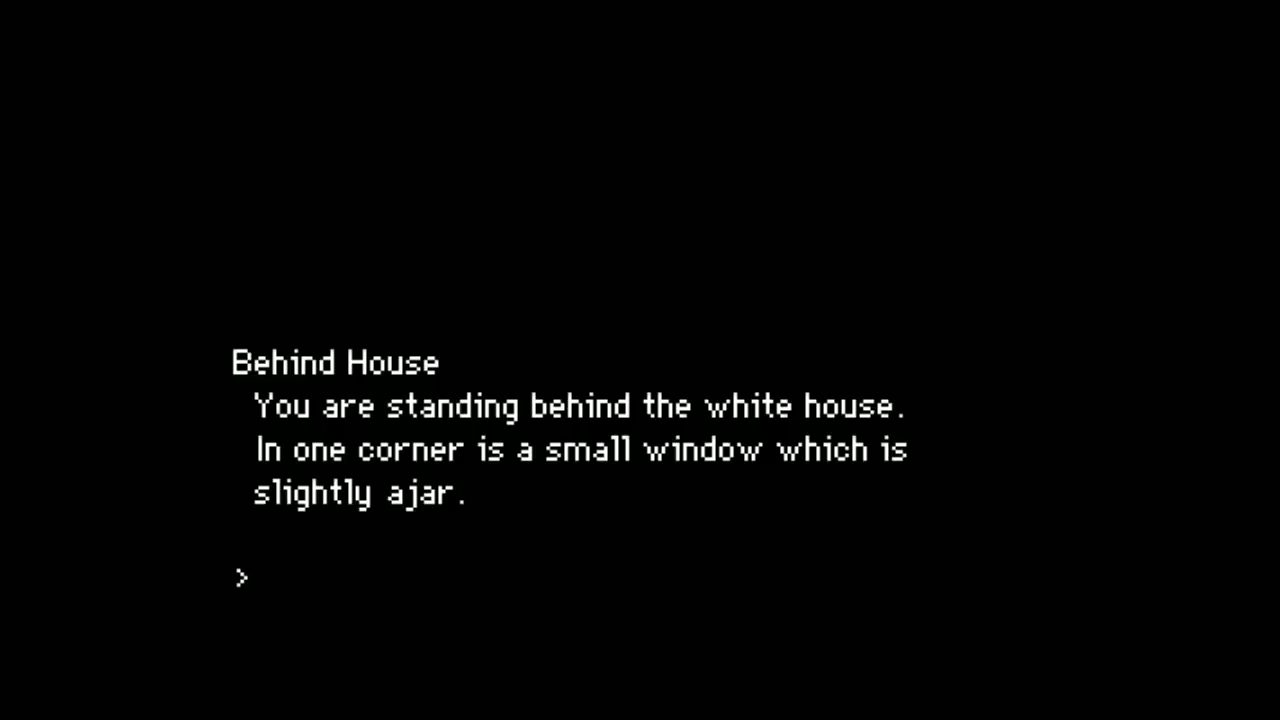 Behind House
You are standing behind the white house.
In one corner is a small window which is
slightly ajar.
>